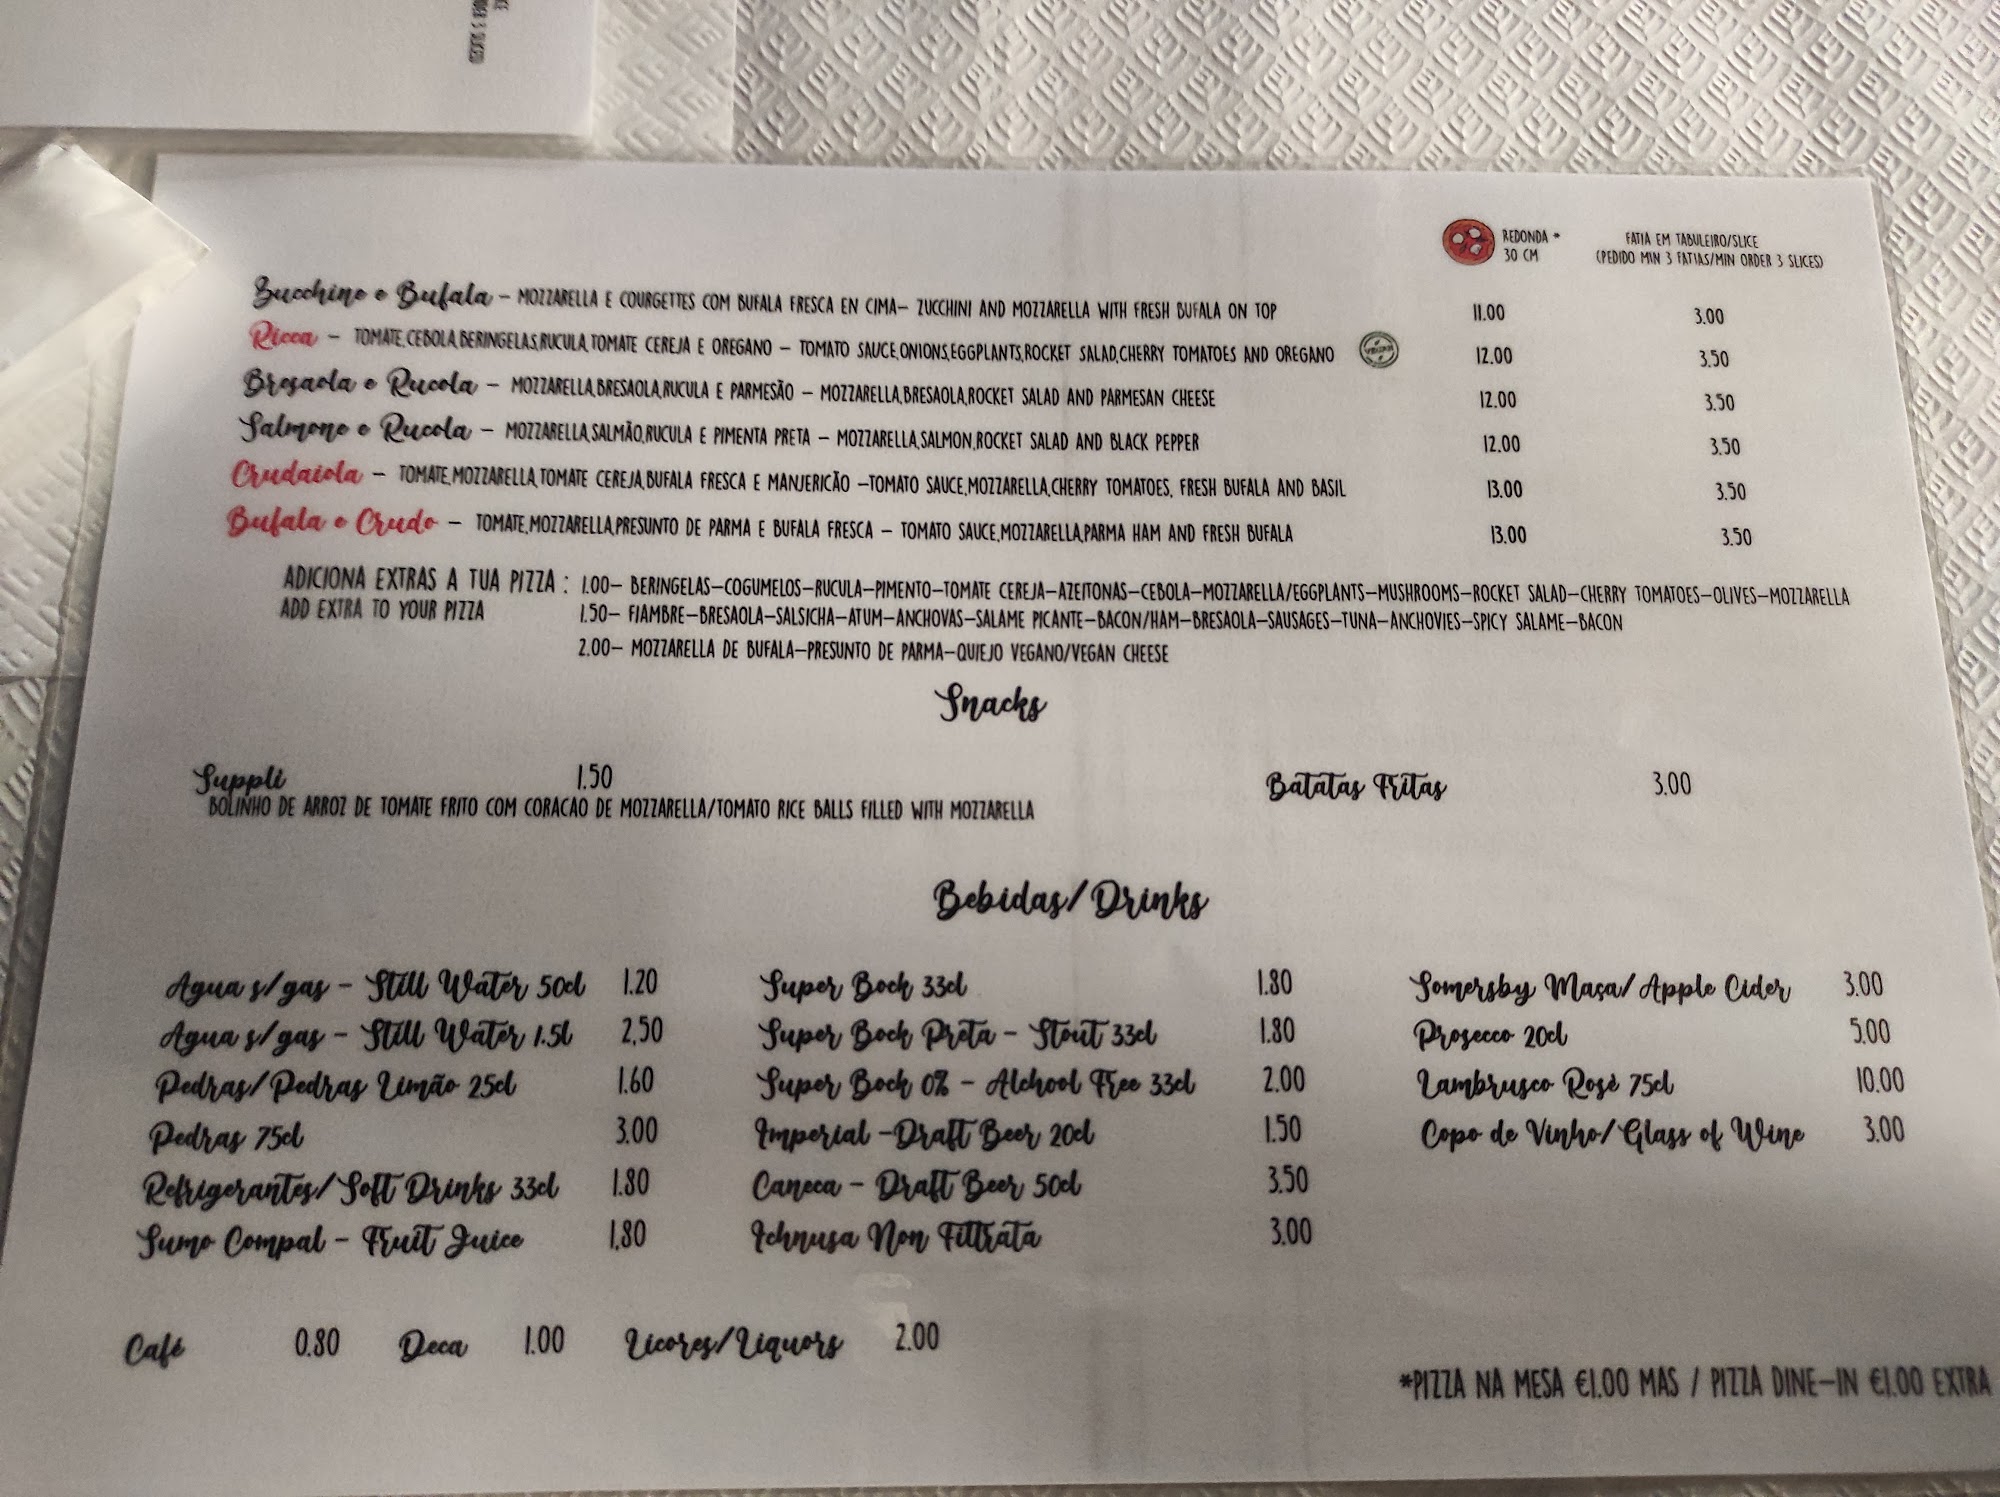 3 SLICES)
REDONDA *
30 CM
FATIA EM TABULEIRO/SLICE
(PEDIDO MIN 3 FATIAS/MIN ORDER 3 SLICES)
Zucchine e Bufala – MOZZARELLA E COURGETTES COM BUFALA FRESCA EN CIMA– ZUCCHINI AND MOZZARELLA WITH FRESH BUFALA ON TOP 11.00 3.00
Ricca – TOMATE,CEBOLA,BERINGELAS,RUCULA,TOMATE CEREJA E OREGANO – TOMATO SAUCE,ONIONS,EGGPLANTS,ROCKET SALAD,CHERRY TOMATOES AND OREGANO VEGAN 12.00 3.50
Bresaola e Rucola – MOZZARELLA,BRESAOLA,RUCULA E PARMESÃO – MOZZARELLA,BRESAOLA,ROCKET SALAD AND PARMESAN CHEESE 12.00 3.50
Salmone e Rucola – MOZZARELLA,SALMÃO,RUCULA E PIMENTA PRETA – MOZZARELLA,SALMON,ROCKET SALAD AND BLACK PEPPER 12.00 3.50
Crudaiola – TOMATE,MOZZARELLA,TOMATE CEREJA,BUFALA FRESCA E MANJERICÃO –TOMATO SAUCE,MOZZARELLA,CHERRY TOMATOES, FRESH BUFALA AND BASIL 13.00 3.50
Bufala e Crudo – TOMATE,MOZZARELLA,PRESUNTO DE PARMA E BUFALA FRESCA – TOMATO SAUCE,MOZZARELLA,PARMA HAM AND FRESH BUFALA 13.00 3.50
ADICIONA EXTRAS A TUA PIZZA : 1.00– BERINGELAS–COGUMELOS–RUCULA–PIMENTO–TOMATE CEREJA–AZEITONAS–CEBOLA–MOZZARELLA/EGGPLANTS–MUSHROOMS–ROCKET SALAD–CHERRY TOMATOES–OLIVES–MOZZARELLA
ADD EXTRA TO YOUR PIZZA 1.50– FIAMBRE–BRESAOLA–SALSICHA–ATUM–ANCHOVAS–SALAME PICANTE–BACON/HAM–BRESAOLA–SAUSAGES–TUNA–ANCHOVIES–SPICY SALAME–BACON
2.00– MOZZARELLA DE BUFALA–PRESUNTO DE PARMA–QUIEJO VEGANO/VEGAN CHEESE
Snacks
Supplì 1.50 Batatas Fritas 3.00
BOLINHO DE ARROZ DE TOMATE FRITO COM CORACAO DE MOZZARELLA/TOMATO RICE BALLS FILLED WITH MOZZARELLA
Bebidas/Drinks
Agua s/gas – Still Water 50cl 1.20 Super Bock 33cl 1.80 Somersby Maça/Apple Cider 3.00
Agua s/gas – Still Water 1.5l 2,50 Super Bock Preta – Stout 33cl 1.80 Prosecco 20cl 5.00
Pedras/Pedras Limão 25cl 1.60 Super Bock 0% – Alchool Free 33cl 2.00 Lambrusco Rosè 75cl 10.00
Pedras 75cl 3.00 Imperial –Draft Beer 20cl 1.50 Copo de Vinho/Glass of Wine 3.00
Refrigerantes/Soft Drinks 33cl 1.80 Caneca – Draft Beer 50cl 3.50
Sumo Compal – Fruit Juice 1,80 Ichnusa Non Filtrata 3.00
Café 0.80 Deca 1.00 Licores/Liquors 2.00
*PIZZA NA MESA €1.00 MAS / PIZZA DINE–IN €1.00 EXTRA